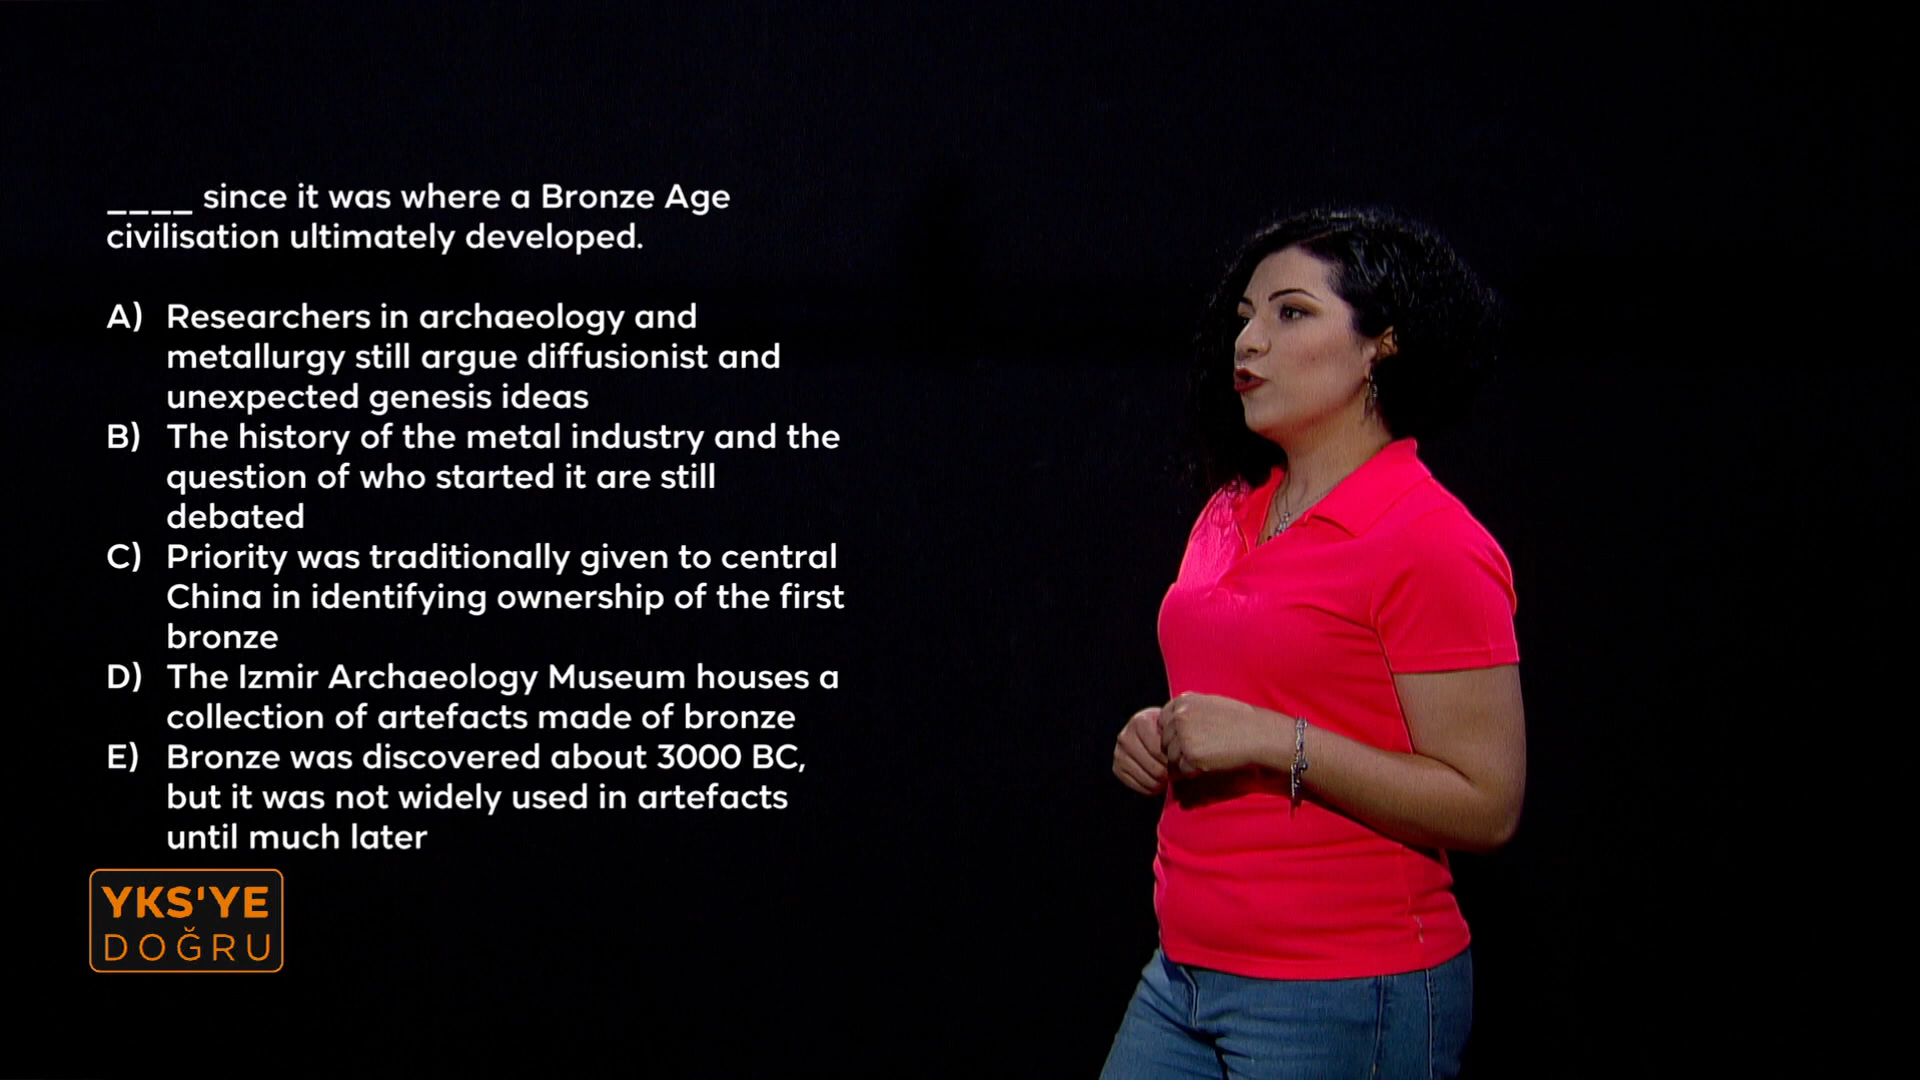 ____ since it was where a Bronze Age
civilisation ultimately developed.
A) Researchers in archaeology and
metallurgy still argue diffusionist and
unexpected genesis ideas
B) The history of the metal industry and the
question of who started it are still
debated
C) Priority was traditionally given to central
China in identifying ownership of the first
bronze
D) The Izmir Archaeology Museum houses a
collection of artefacts made of bronze
E) Bronze was discovered about 3000 BC,
but it was not widely used in artefacts
until much later
YKS'YE
DOĞRU